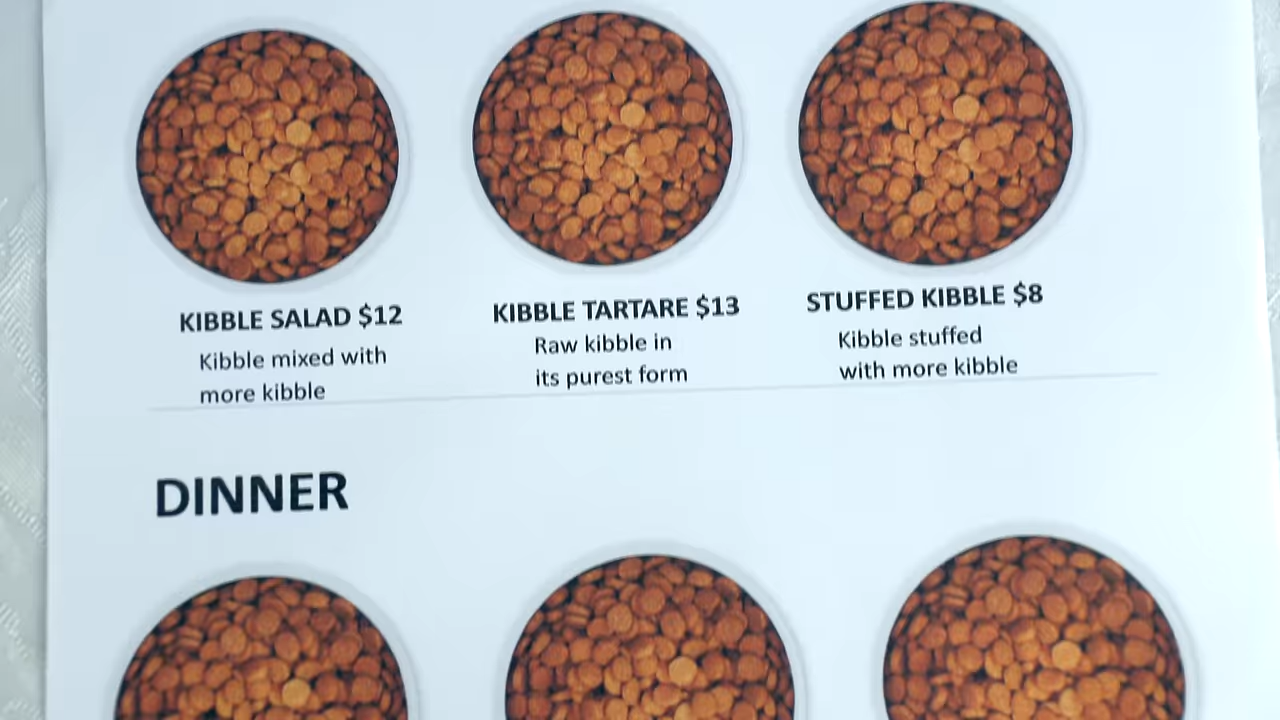 KIBBLE SALAD $12
Kibble mixed with
more kibble
KIBBLE TARTARE $13
Raw kibble in
its purest form
STUFFED KIBBLE $8
Kibble stuffed
with more kibble
DINNER